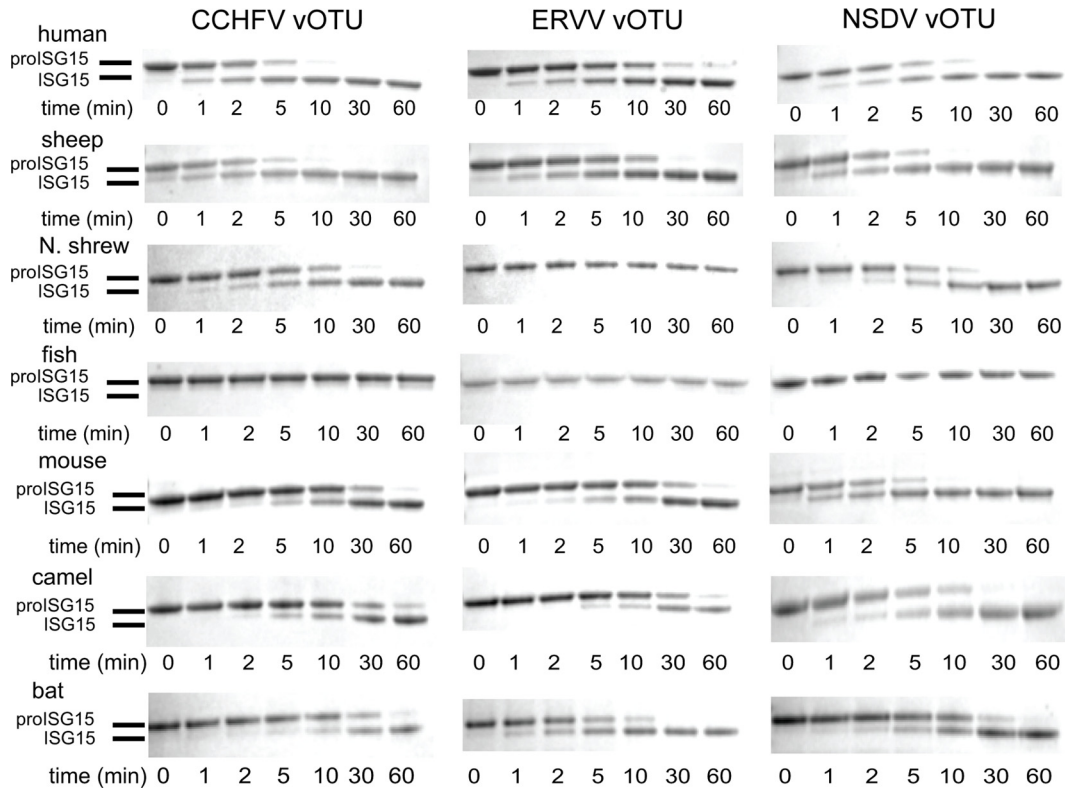 CCHFV vOTU ERVV vOTU NSDV vOTU
human
proISG15
ISG15
time (min) 0 1 2 5 10 30 60 0 1 2 5 10 30 60 0 1 2 5 10 30 60
sheep
proISG15
ISG15
time (min) 0 1 2 5 10 30 60 0 1 2 5 10 30 60 0 1 2 5 10 30 60
N. shrew
proISG15
ISG15
time (min) 0 1 2 5 10 30 60 0 1 2 5 10 30 60 0 1 2 5 10 30 60
fish
proISG15
ISG15
time (min) 0 1 2 5 10 30 60 0 1 2 5 10 30 60 0 1 2 5 10 30 60
mouse
proISG15
ISG15
time (min) 0 1 2 5 10 30 60 0 1 2 5 10 30 60 0 1 2 5 10 30 60
camel
proISG15
ISG15
time (min) 0 1 2 5 10 30 60 0 1 2 5 10 30 60 0 1 2 5 10 30 60
bat
proISG15
ISG15
time (min) 0 1 2 5 10 30 60 0 1 2 5 10 30 60 0 1 2 5 10 30 60